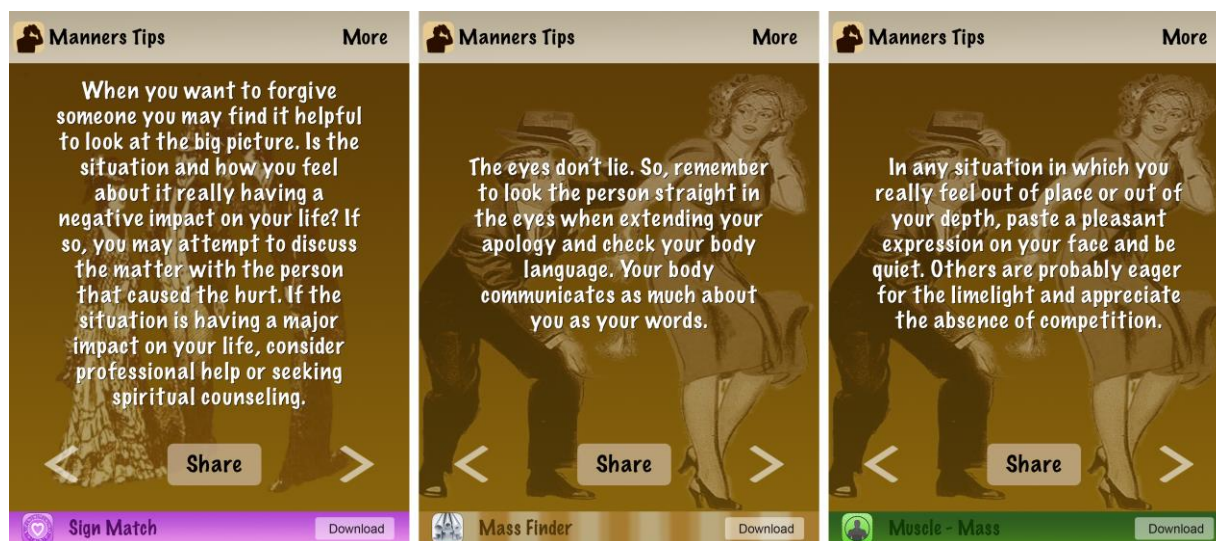 Manners Tips
More
When you want to forgive
someone you may find it helpful
to look at the big picture. Is the
situation and how you feel
about it really having a
negative impact on your life? If
so, you may attempt to discuss
the matter with the person
that caused the hurt. If the
situation is having a major
impact on your life, consider
professional help or seeking
spiritual counseling.
Share
Sign Match
Download
Manners Tips
More
The eyes don't lie. So, remember
to look the person straight in
the eyes when extending your
apology and check your body
language. Your body
communicates as much about
you as your words.
Share
Mass Finder
Download
Manners Tips
More
In any situation in which you
really feel out of place or out of
your depth, paste a pleasant
expression on your face and be
quiet. Others are probably eager
for the limelight and appreciate
the absence of competition.
Share
Muscle - Mass
Download